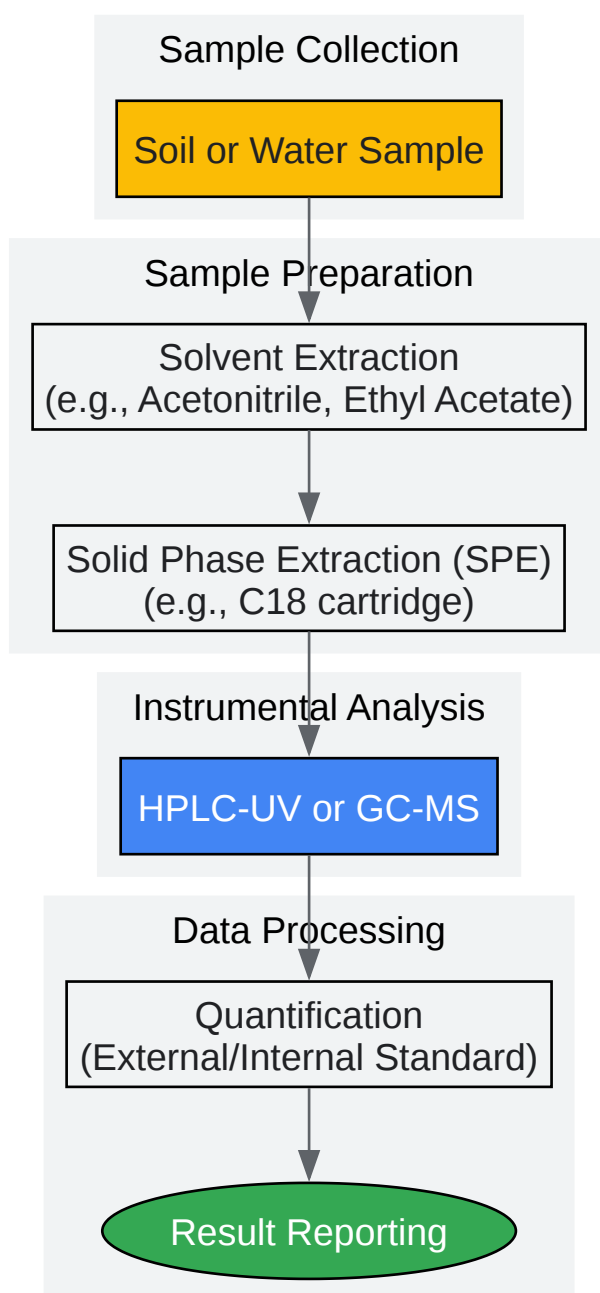 Sample Collection
Soil or Water Sample
Sample Preparation
Solvent Extraction
(e.g., Acetonitrile, Ethyl Acetate)
Solid Phase Extraction (SPE)
(e.g., C18 cartridge)
Instrumental Analysis
HPLC-UV or GC-MS
Data Processing
Quantification
(External/Internal Standard)
Result Reporting